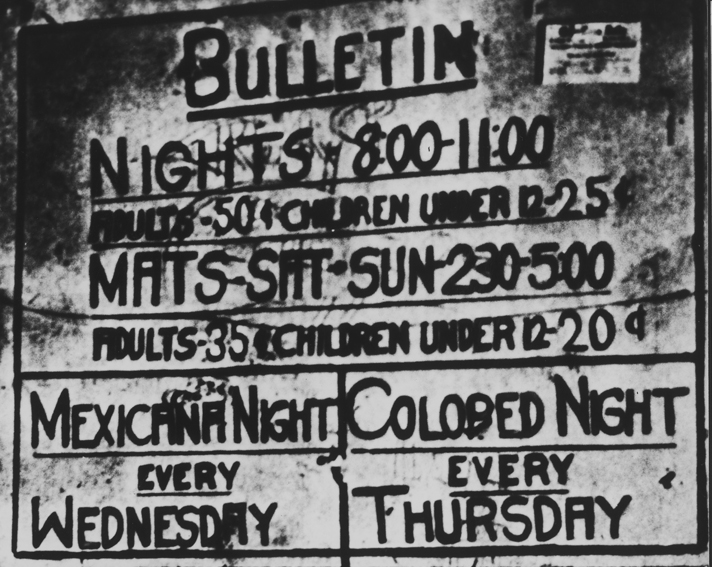 BULLETIN
NIGHTS 8:00-11:00
ADULTS-50¢ CHILDREN UNDER 12-25¢
MATS-SAT-SUN-2:30-5:00
ADULTS-35¢ CHILDREN UNDER 12-20¢
MEXICANA NIGHT
EVERY
WEDNESDAY
COLORED NIGHT
EVERY
THURSDAY